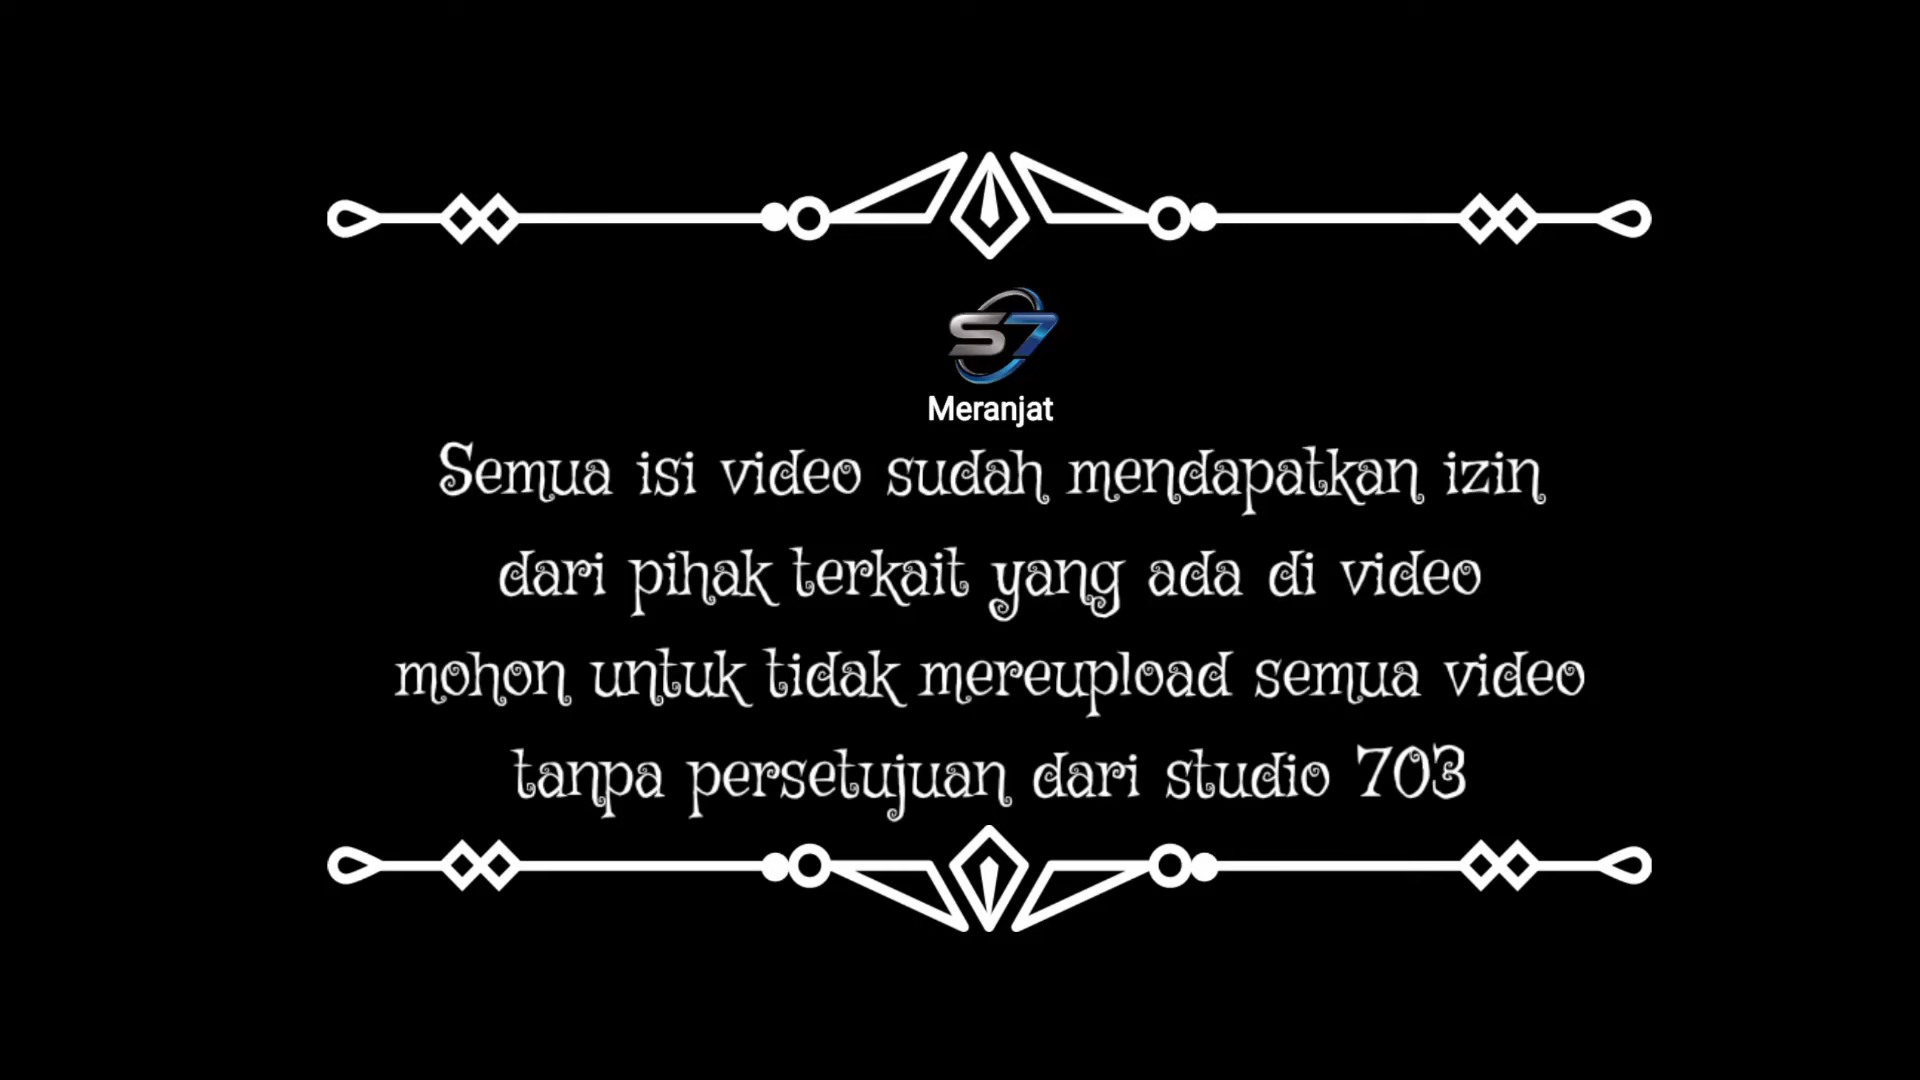 S7
Meranjat
Semua isi video sudah mendapatkan izin
dari pihak terkait yang ada di video
mohon untuk tidak mereupload semua video
tanpa persetujuan dari studio 703